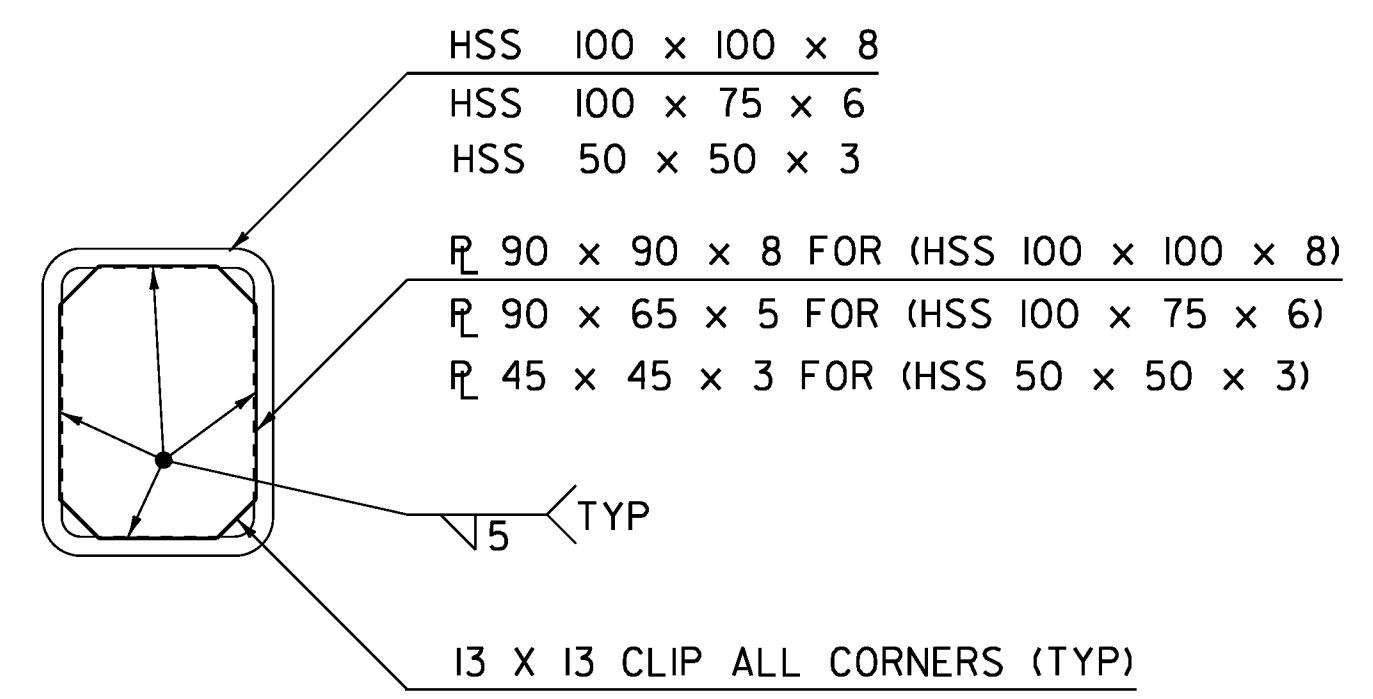 HSS 100 x 100 x 8
HSS 100 x 75 x 6
HSS 50 x 50 x 3
PL 90 x 90 x 8 FOR (HSS 100 x 100 x 8)
PL 90 x 65 x 5 FOR (HSS 100 x 75 x 6)
PL 45 x 45 x 3 FOR (HSS 50 x 50 x 3)
5 TYP
13 X 13 CLIP ALL CORNERS (TYP)